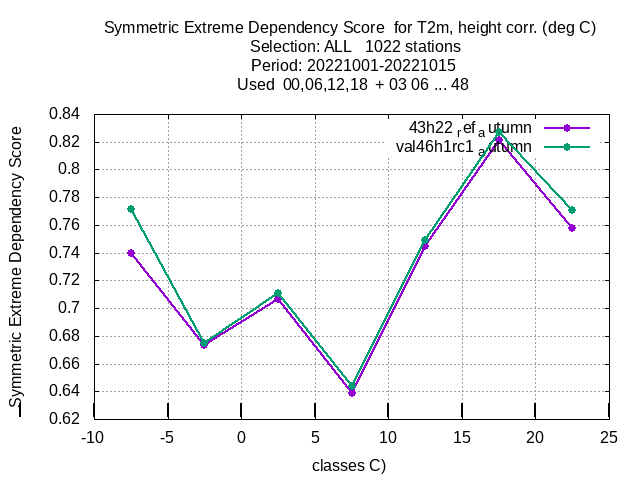 Symmetric Extreme Dependency Score  for T2m, height corr. (deg C)
Selection: ALL   1022 stations
Period: 20221001-20221015
Used  00,06,12,18  + 03 06 ... 48
43h22_ref_autumn
val46h1rc1_autumn
Symmetric Extreme Dependency Score
0.84
0.82
0.8
0.78
0.76
0.74
0.72
0.7
0.68
0.66
0.64
0.62
-10 -5 0 5 10 15 20 25
classes C)